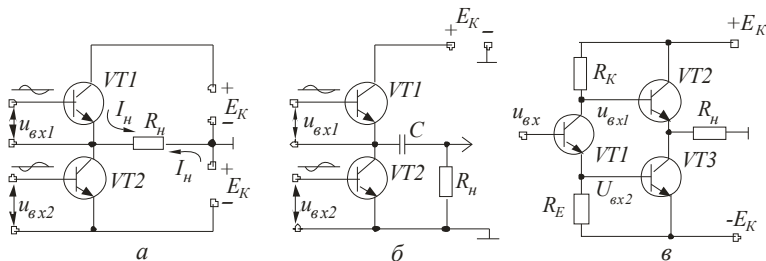 VT1
I_н
R_н
u_вх1
+
E_K
−
I_н
+
E_K
−
VT2
u_вх2
а
E_K
+ −
VT1
u_вх1
C
VT2
R_н
u_вх2
б
+E_K
R_K
VT2
u_вх
u_вх1
R_н
VT1
VT3
R_E
U_вх2
-E_K
в